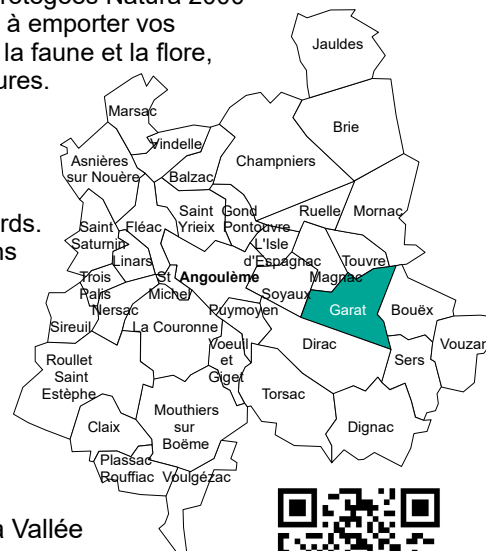 rotégées Natura 2000
à emporter vos
la faune et la flore,
ures.
Jauldes
Marsac
Brie
Vindelle
Asnières
sur Nouère
Champniers
Balzac
Saint
Yrieix
Gond
Pontouvre
Ruelle
Mornac
rds.
ns
Saint
Saturnin
Fléac
L'Isle
d'Espagnac
Linars
Touvre
Trois
Palis
St
Michel
Angoulême
Magnac
Soyaux
Nersac
Puymoyen
Garat
Bouëx
Sireuil
La Couronne
Voeuil
et
Giget
Dirac
Vouzan
Sers
Roullet
Saint
Estèphe
Torsac
Mouthiers
sur
Boëme
Claix
Dignac
Plassac
Rouffiac
Voulgézac
a Vallée